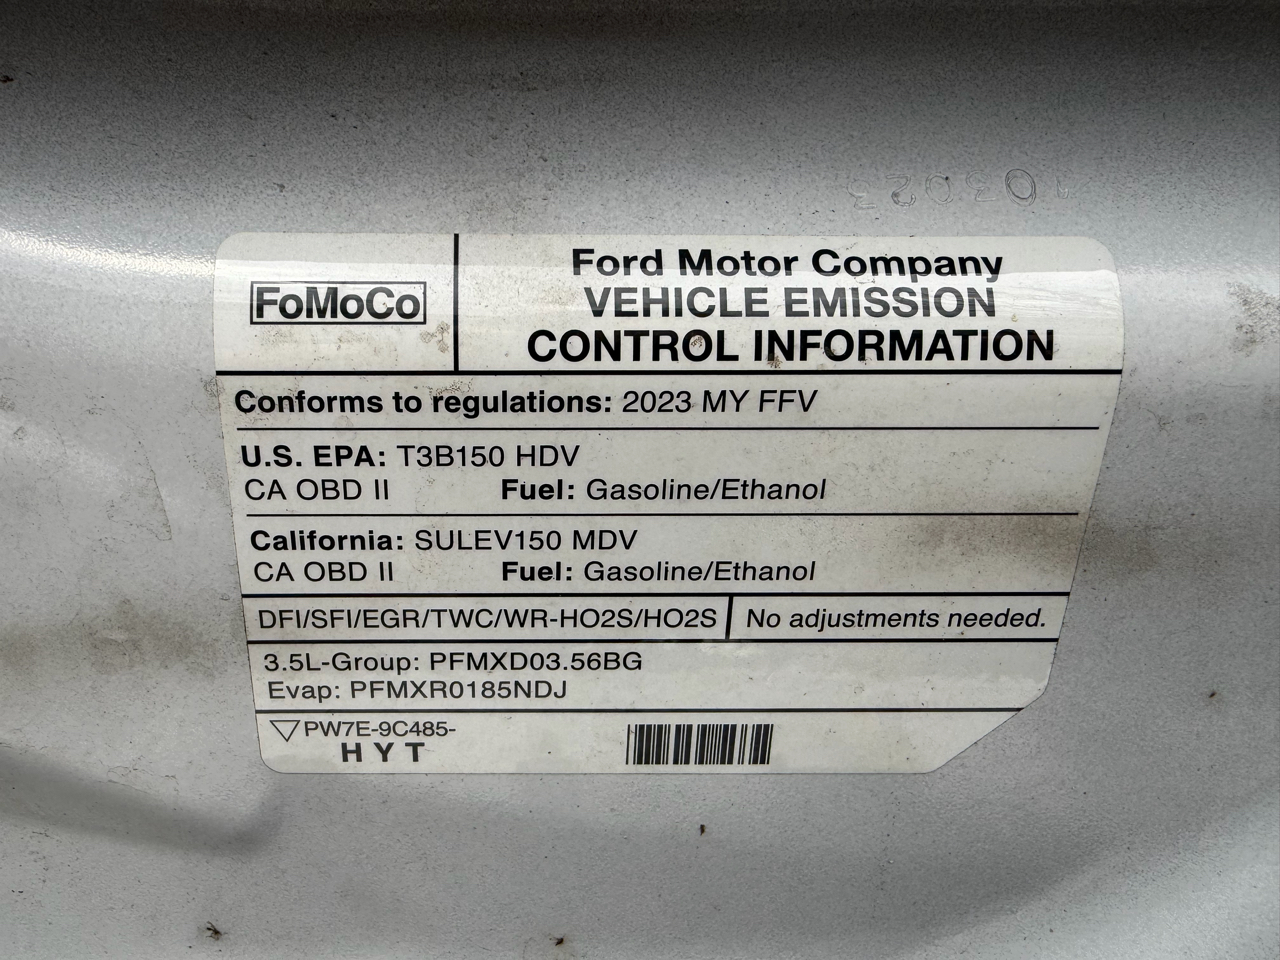 103023
FoMoCo
Ford Motor Company
VEHICLE EMISSION
CONTROL INFORMATION
Conforms to regulations: 2023 MY FFV
U.S. EPA: T3B150 HDV
CA OBD II Fuel: Gasoline/Ethanol
California: SULEV150 MDV
CA OBD II Fuel: Gasoline/Ethanol
DFI/SFI/EGR/TWC/WR-HO2S/HO2S No adjustments needed.
3.5L-Group: PFMXD03.56BG
Evap: PFMXR0185NDJ
PW7E-9C485-
HYT